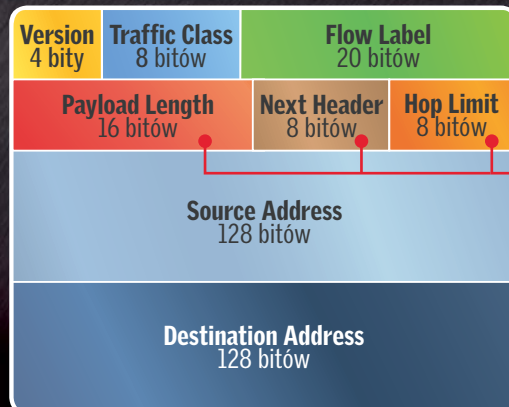 Version
4 bity
Traffic Class
8 bitów
Flow Label
20 bitów
Payload Length
16 bitów
Next Header
8 bitów
Hop Limit
8 bitów
Source Address
128 bitów
Destination Address
128 bitów